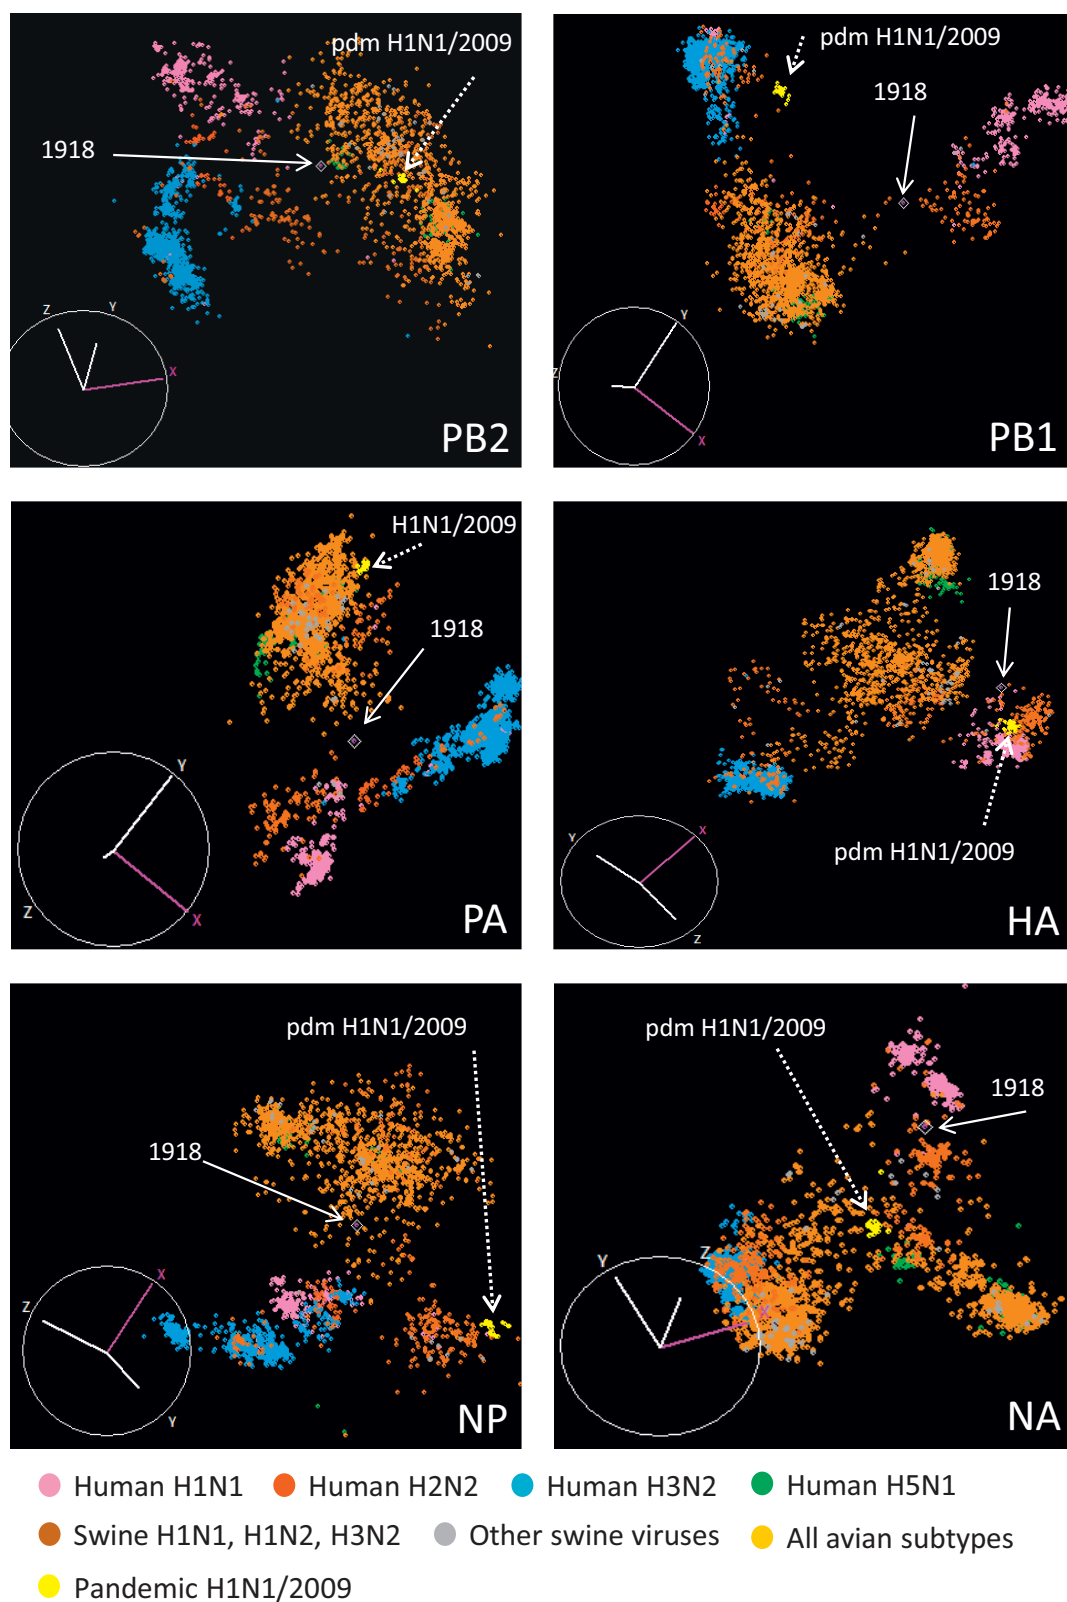 pdm H1N1/2009
1918
Z
Y
X
PB2
pdm H1N1/2009
1918
Y
Z
X
PB1
H1N1/2009
1918
Y
Z
X
PA
1918
pdm H1N1/2009
Y
X
Z
HA
pdm H1N1/2009
1918
X
Z
Y
NP
pdm H1N1/2009
1918
Y
Z
X
NA
Human H1N1 Human H2N2 Human H3N2 Human H5N1
Swine H1N1, H1N2, H3N2 Other swine viruses All avian subtypes
Pandemic H1N1/2009